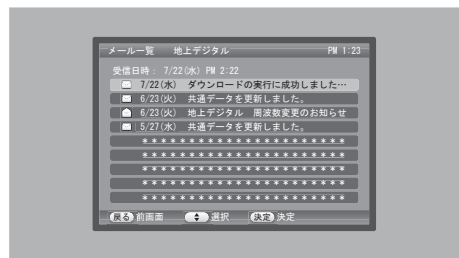 メール一覧　地上デジタル　PM 1:23
受信日時： 7/22(水) PM 2:22
7/22(水)　ダウンロードの実行に成功しました…
6/23(火)　共通データを更新しました。
6/23(火)　地上デジタル　周波数変更のお知らせ
5/27(水)　共通データを更新しました。
＊＊＊＊＊＊＊＊＊＊＊＊＊＊＊＊＊＊＊＊＊＊
＊＊＊＊＊＊＊＊＊＊＊＊＊＊＊＊＊＊＊＊＊＊
＊＊＊＊＊＊＊＊＊＊＊＊＊＊＊＊＊＊＊＊＊＊
＊＊＊＊＊＊＊＊＊＊＊＊＊＊＊＊＊＊＊＊＊＊
＊＊＊＊＊＊＊＊＊＊＊＊＊＊＊＊＊＊＊＊＊＊
戻る 前画面　選択　決定 決定